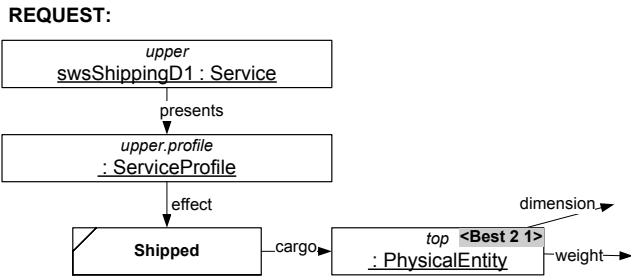 REQUEST:
upper
swsShippingD1 : Service
presents
upper.profile
: ServiceProfile
effect
dimension
Shipped
cargo
top <Best 2 1>
: PhysicalEntity
weight